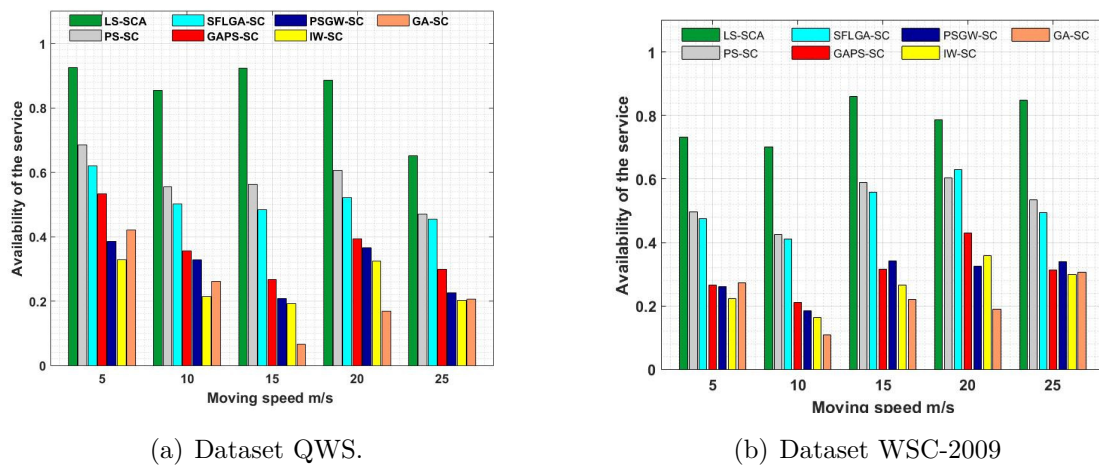 LS-SCA SFLGA-SC PSGW-SC GA-SC
PS-SC GAPS-SC IW-SC
1
0.8
0.6
0.4
0.2
0
Availability of the service
5 10 15 20 25
Moving speed m/s
(a) Dataset QWS.
LS-SCA SFLGA-SC PSGW-SC GA-SC
PS-SC GAPS-SC IW-SC
1
0.8
0.6
0.4
0.2
0
Availability of the service
5 10 15 20 25
Moving speed m/s
(b) Dataset WSC-2009